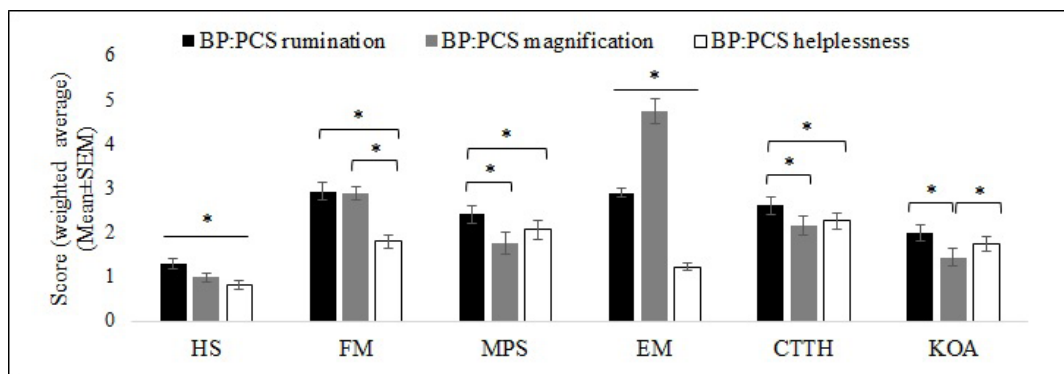 BP:PCS rumination BP:PCS magnification BP:PCS helplessness
Score (weighted average)
(Mean±SEM)
6
5
4
3
2
1
0
* * * * * * * * * * *
HS FM MPS EM CTTH KOA